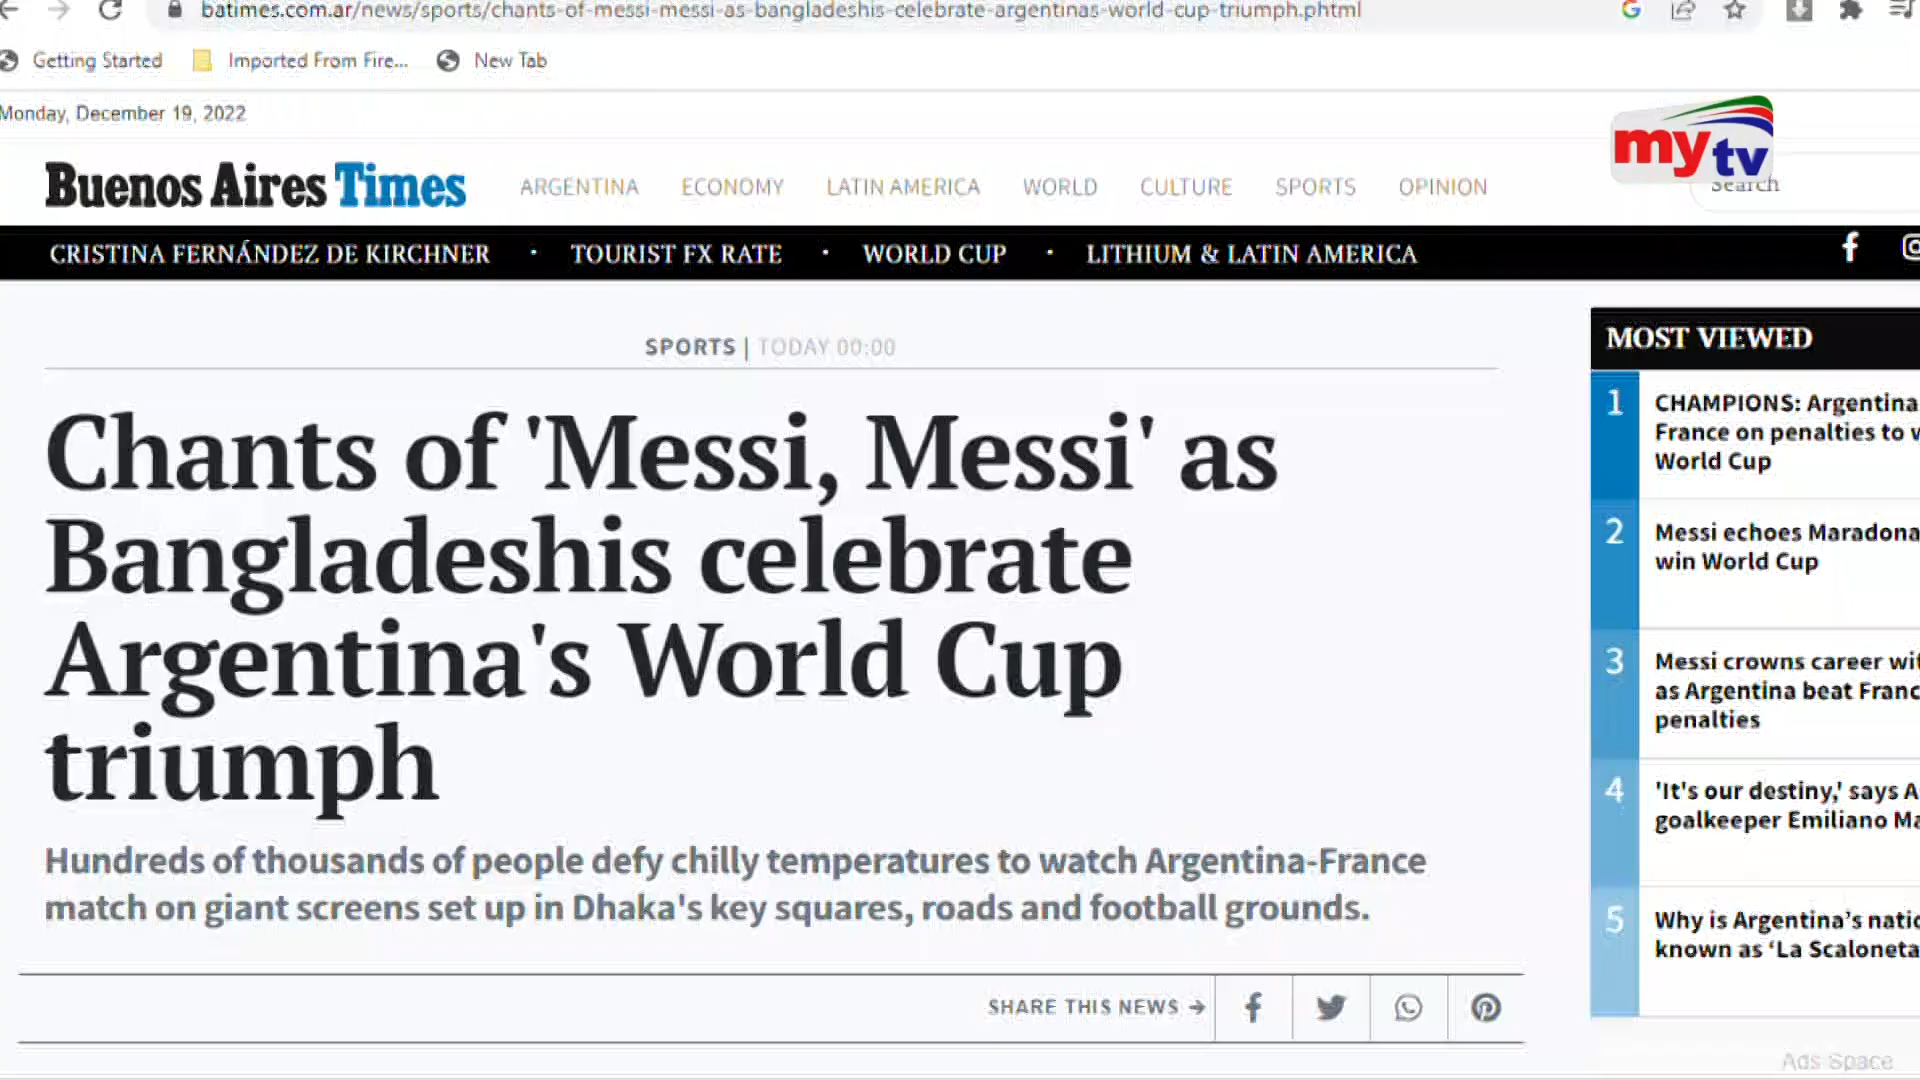 batimes.com.ar/news/sports/chants-of-messi-messi-as-bangladeshis-celebrate-argentinas-world-cup-triumph.phtml
Getting Started Imported From Fire... New Tab
Monday, December 19, 2022
my tv
Buenos Aires Times ARGENTINA ECONOMY LATIN AMERICA WORLD CULTURE SPORTS OPINION Search
CRISTINA FERNÁNDEZ DE KIRCHNER · TOURIST FX RATE · WORLD CUP · LITHIUM & LATIN AMERICA
SPORTS | TODAY 00:00
Chants of 'Messi, Messi' as
Bangladeshis celebrate
Argentina's World Cup
triumph
Hundreds of thousands of people defy chilly temperatures to watch Argentina-France
match on giant screens set up in Dhaka's key squares, roads and football grounds.
SHARE THIS NEWS →
MOST VIEWED
1 CHAMPIONS: Argentina
France on penalties to
World Cup
2 Messi echoes Maradona
win World Cup
3 Messi crowns career
as Argentina beat
penalties
4 'It's our destiny,' says
goalkeeper Emiliano
5 Why is Argentina's
known as 'La Scaloneta
Ads Space